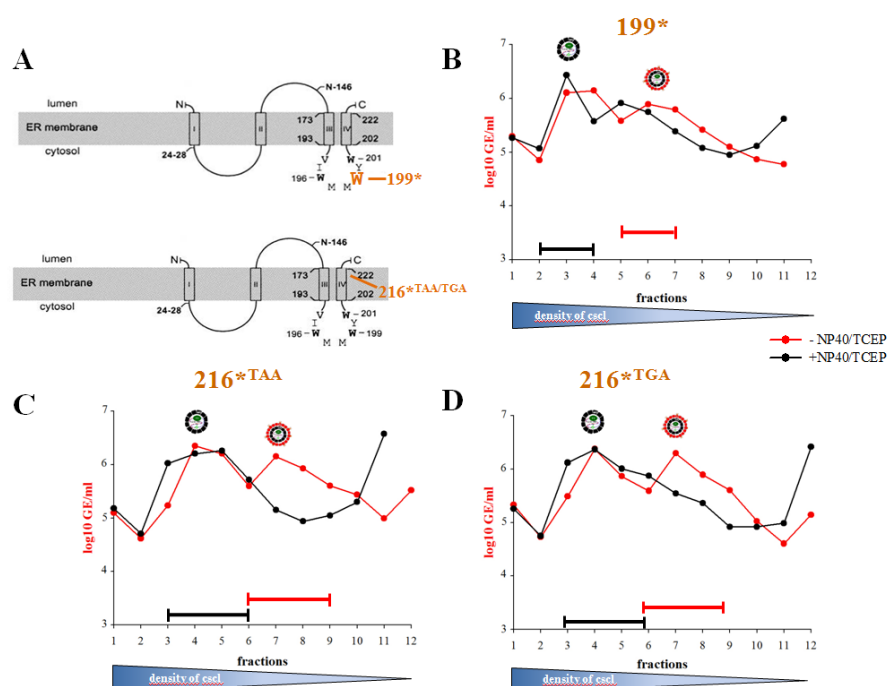 A
N
N-146
C
lumen
173
222
ER membrane
I
II
III
IV
193
202
cytosol
24-28
V
W
201
I
Y
196
W
W
199*
M
M
N
N-146
C
lumen
173
222
ER membrane
I
II
III
IV
216*TAA/TGA
193
202
cytosol
24-28
V
W
201
I
Y
196
W
W
199
M
M
B
199*
7
6
5
4
3
log10 GE/ml
1 2 3 4 5 6 7 8 9 10 11 12
fractions
density of cscl
- NP40/TCEP
+NP40/TCEP
C
216*TAA
7
6
5
4
3
log10 GE/ml
1 2 3 4 5 6 7 8 9 10 11 12
fractions
density of cscl
D
216*TGA
7
6
5
4
3
log10 GE/ml
1 2 3 4 5 6 7 8 9 10 11 12
fractions
density of cscl